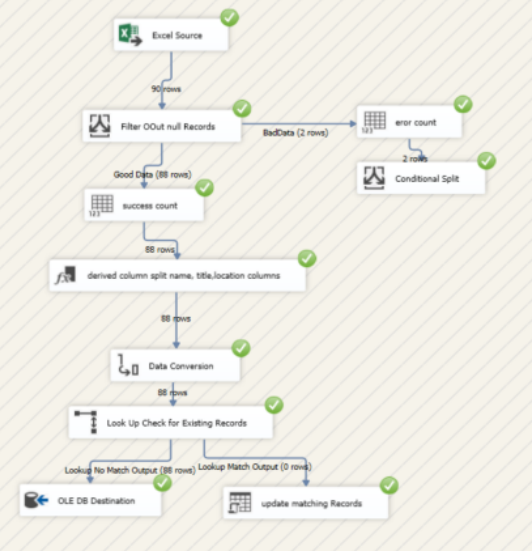 Excel Source
90 rows
Filter OOut null Records
BadData (2 rows)
eror count
2 rows
Conditional Split
Good Data (88 rows)
success count
88 rows
derived column split name, title,location columns
88 rows
Data Conversion
88 rows
Look Up Check for Existing Records
Lookup No Match Output (88 rows)
Lookup Match Output (0 rows)
OLE DB Destination
update matching Records